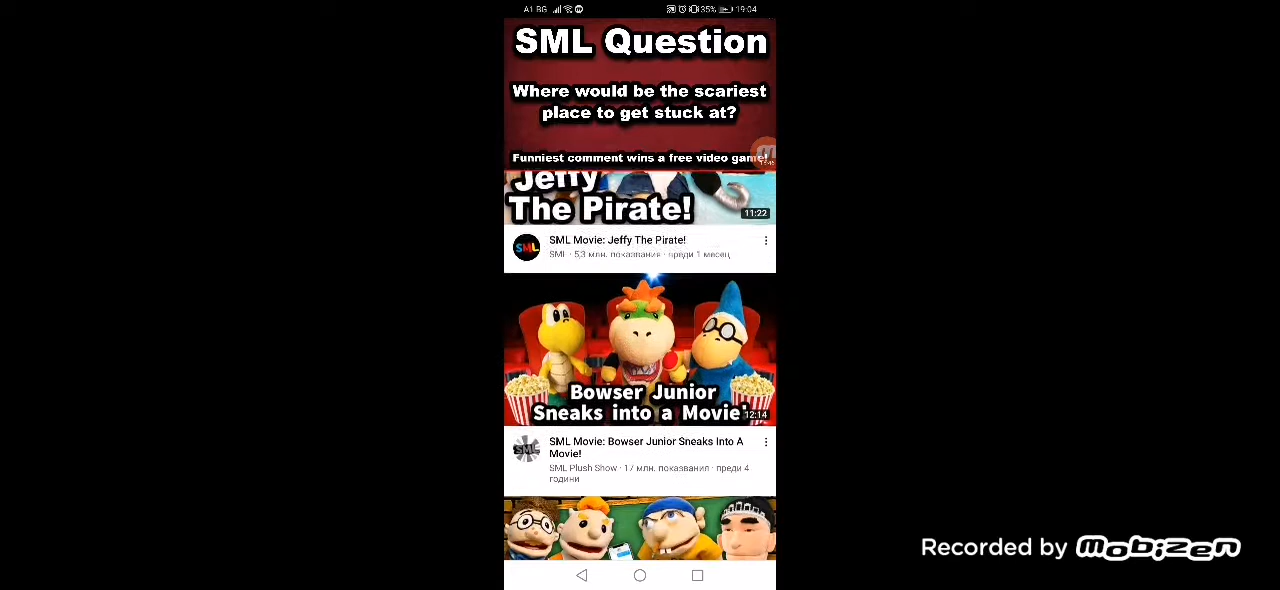 A1 BG
35%
19:04
SML Question
Where would be the scariest
place to get stuck at?
Funniest comment wins a free video game!
Jeffy
The Pirate!
11:22
SML
SML Movie: Jeffy The Pirate!
SML · 5,3 млн. показвания · преди 1 месец
Bowser Junior
Sneaks into a Movie!
12:14
SML
SML Movie: Bowser Junior Sneaks Into A
Movie!
SML Plush Show · 17 млн. показвания · преди 4
години
Recorded by mobizen